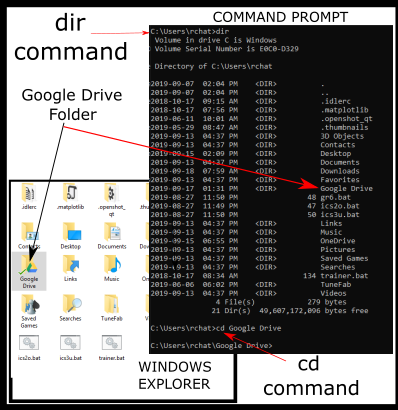 dir
command
Google Drive
Folder
COMMAND PROMPT
C:\Users\rchat>dir
Volume in drive C is Windows
Volume Serial Number is E0C0-D329
Directory of C:\Users\rchat
2019-09-07 02:04 PM <DIR> .
2019-09-07 02:04 PM <DIR> ..
2018-10-17 09:15 AM <DIR> .idlerc
2018-10-17 07:56 PM <DIR> .matplotlib
2019-06-11 10:01 AM <DIR> .openshot_qt
2019-05-29 08:47 AM <DIR> .thumbnails
2019-09-13 04:37 PM <DIR> 3D Objects
2019-09-13 04:37 PM <DIR> Contacts
2019-09-15 02:09 PM <DIR> Desktop
2019-09-13 04:37 PM <DIR> Documents
2019-09-18 07:59 AM <DIR> Downloads
2019-09-13 04:37 PM <DIR> Favorites
2019-09-17 01:31 PM <DIR> Google Drive
2019-08-27 11:50 PM 48 gr6.bat
2019-08-27 11:49 PM 47 ics2o.bat
2019-08-27 11:50 PM 50 ics3u.bat
2019-09-13 04:37 PM <DIR> Links
2019-09-13 04:37 PM <DIR> Music
2019-09-15 06:55 PM <DIR> OneDrive
2019-09-13 04:37 PM <DIR> Pictures
2019-09-13 04:37 PM <DIR> Saved Games
2019-09-13 04:37 PM <DIR> Searches
2018-10-17 08:34 AM 134 trainer.bat
2019-06-06 06:02 PM <DIR> TuneFab
2019-09-13 04:37 PM <DIR> Videos
4 File(s) 279 bytes
21 Dir(s) 49,607,172,096 bytes free
C:\Users\rchat>cd Google Drive
C:\Users\rchat\Google Drive>
.idlerc .matplotlib .openshot_qt
Contacts Desktop Documents
Google Drive Links Music
Saved Games Searches TuneFab
ics2o.bat ics3u.bat trainer.bat
WINDOWS
EXPLORER
cd
command